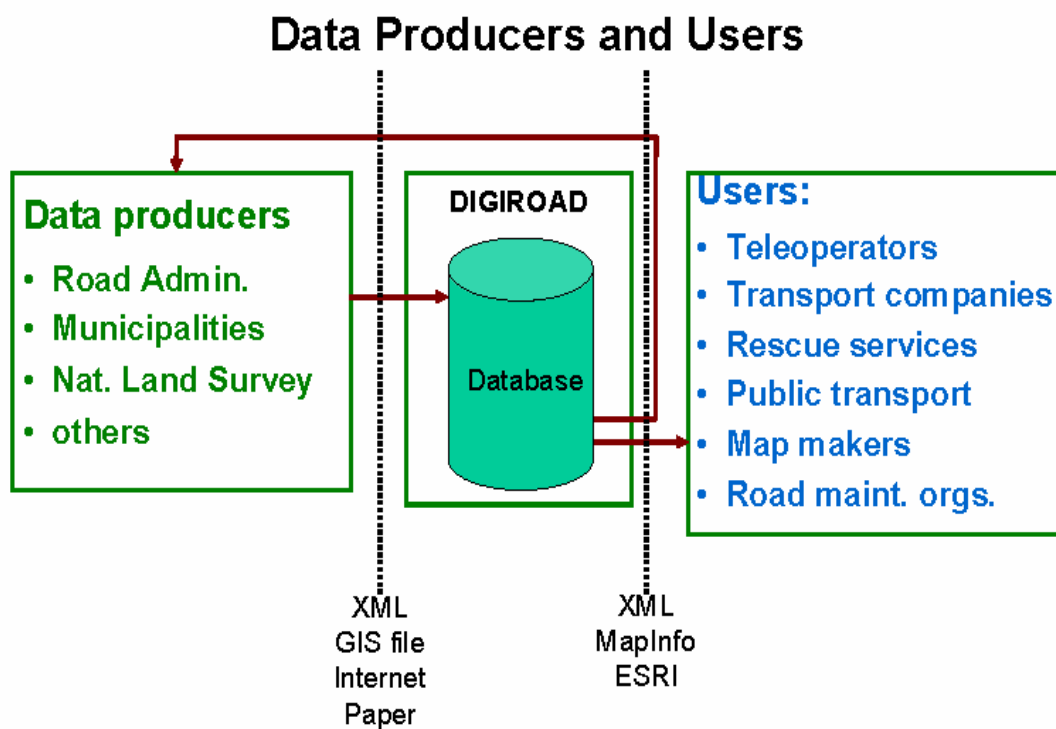 Data Producers and Users
Data producers
• Road Admin.
• Municipalities
• Nat. Land Survey
• others
DIGIROAD
Database
Users:
• Teleoperators
• Transport companies
• Rescue services
• Public transport
• Map makers
• Road maint. orgs.
XML
GIS file
Internet
Paper
XML
MapInfo
ESRI